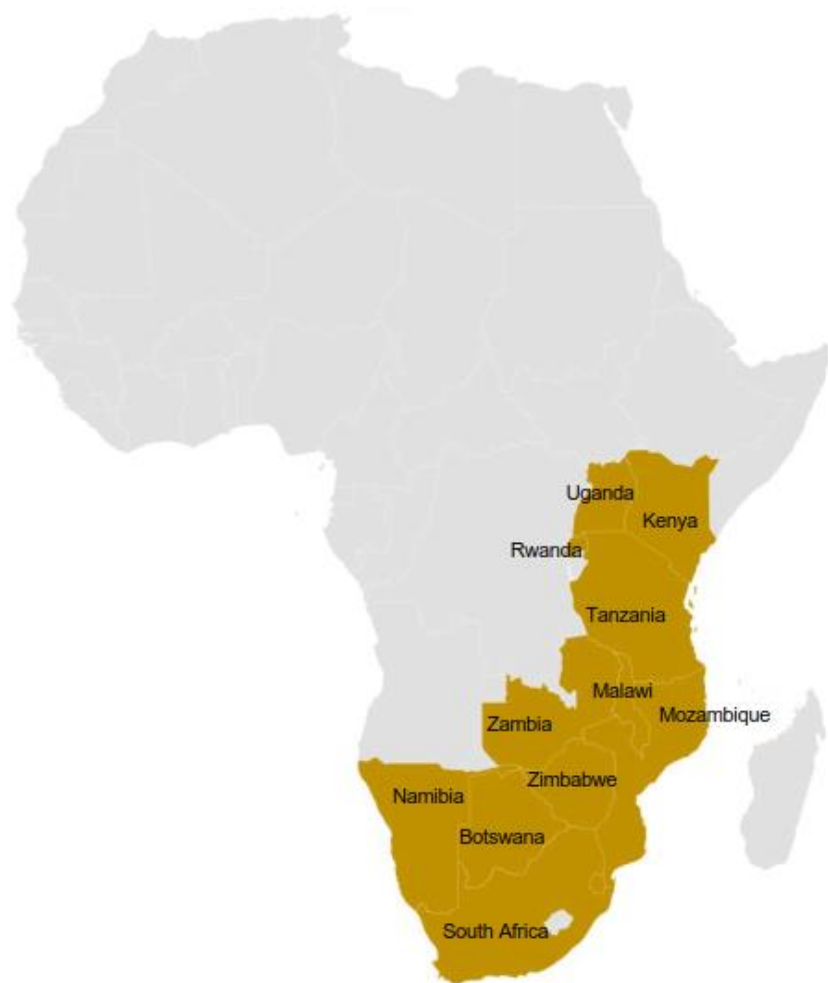 Uganda
Kenya
Rwanda
Tanzania
Malawi
Mozambique
Zambia
Zimbabwe
Namibia
Botswana
South Africa